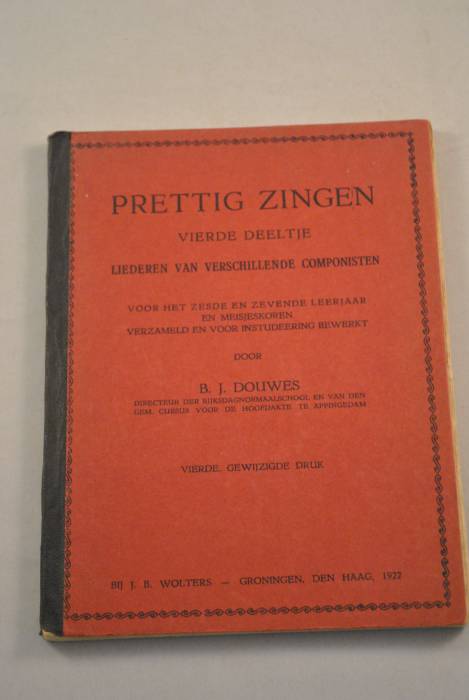 PRETTIG ZINGEN
VIERDE DEELTJE
LIEDEREN VAN VERSCHILLENDE COMPONISTEN
VOOR HET ZESDE EN ZEVENDE LEERJAAR
EN MEISJESKOREN
VERZAMELD EN VOOR INSTUDEERING BEWERKT
DOOR
B. J. DOUWES
DIRECTEUR DER RIJKSDAGNORMAALSCHOOL EN VAN DEN
GEM. CURSUS VOOR DE HOOFDAKTE TE APPINGEDAM
VIERDE, GEWIJZIGDE DRUK
BIJ J. B. WOLTERS — GRONINGEN, DEN HAAG, 1922